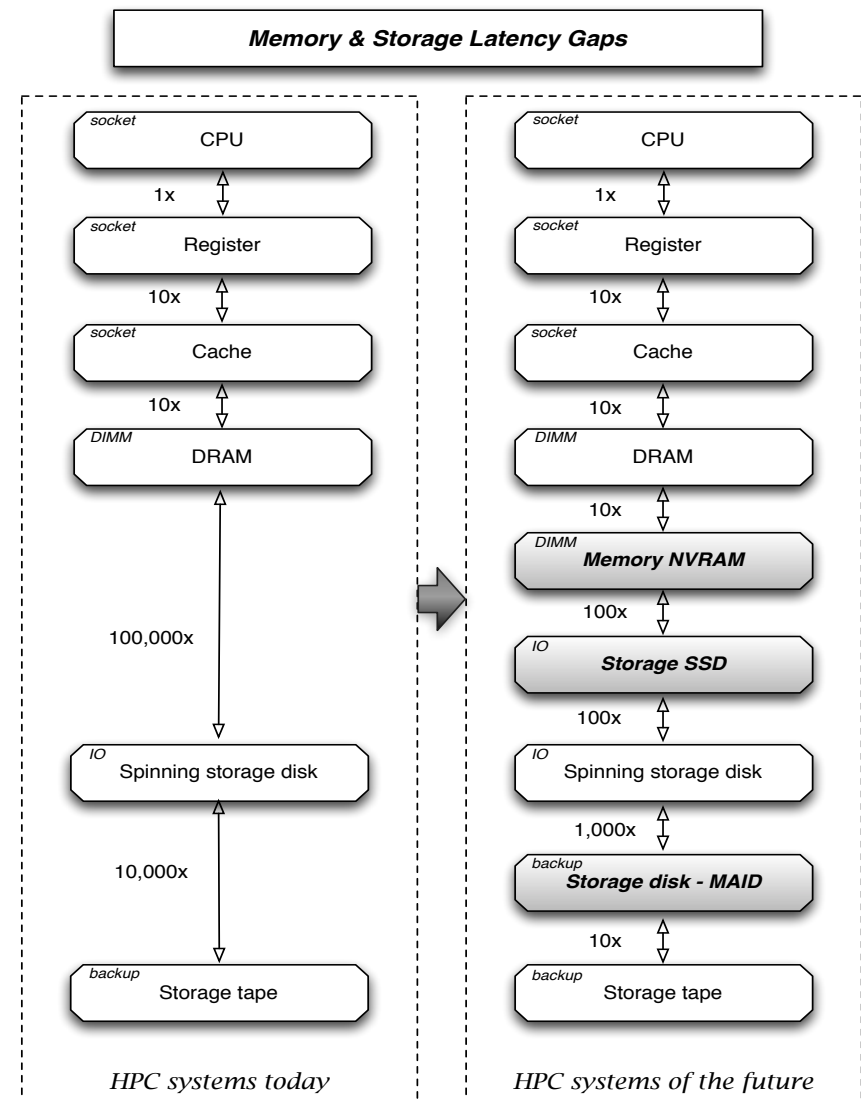 Memory & Storage Latency Gaps
socket
CPU
1x
socket
Register
10x
socket
Cache
10x
DIMM
DRAM
100,000x
IO
Spinning storage disk
10,000x
backup
Storage tape
HPC systems today
socket
CPU
1x
socket
Register
10x
socket
Cache
10x
DIMM
DRAM
10x
DIMM
Memory NVRAM
100x
IO
Storage SSD
100x
IO
Spinning storage disk
1,000x
backup
Storage disk - MAID
10x
backup
Storage tape
HPC systems of the future